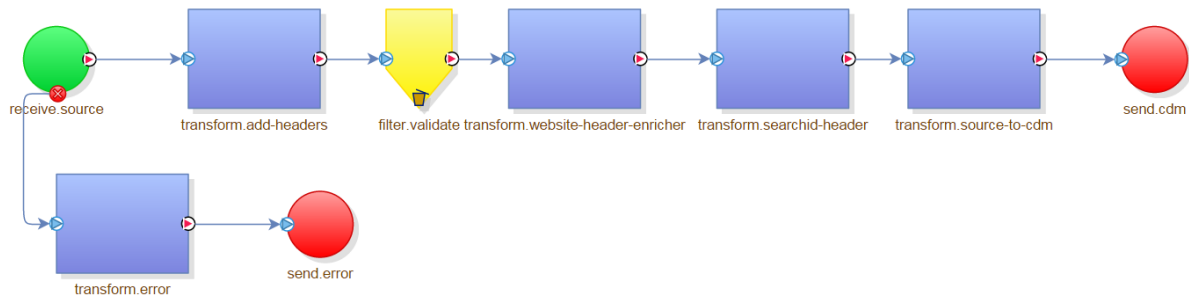 receive.source
transform.add-headers
filter.validate
transform.website-header-enricher
transform.searchid-header
transform.source-to-cdm
send.cdm
transform.error
send.error